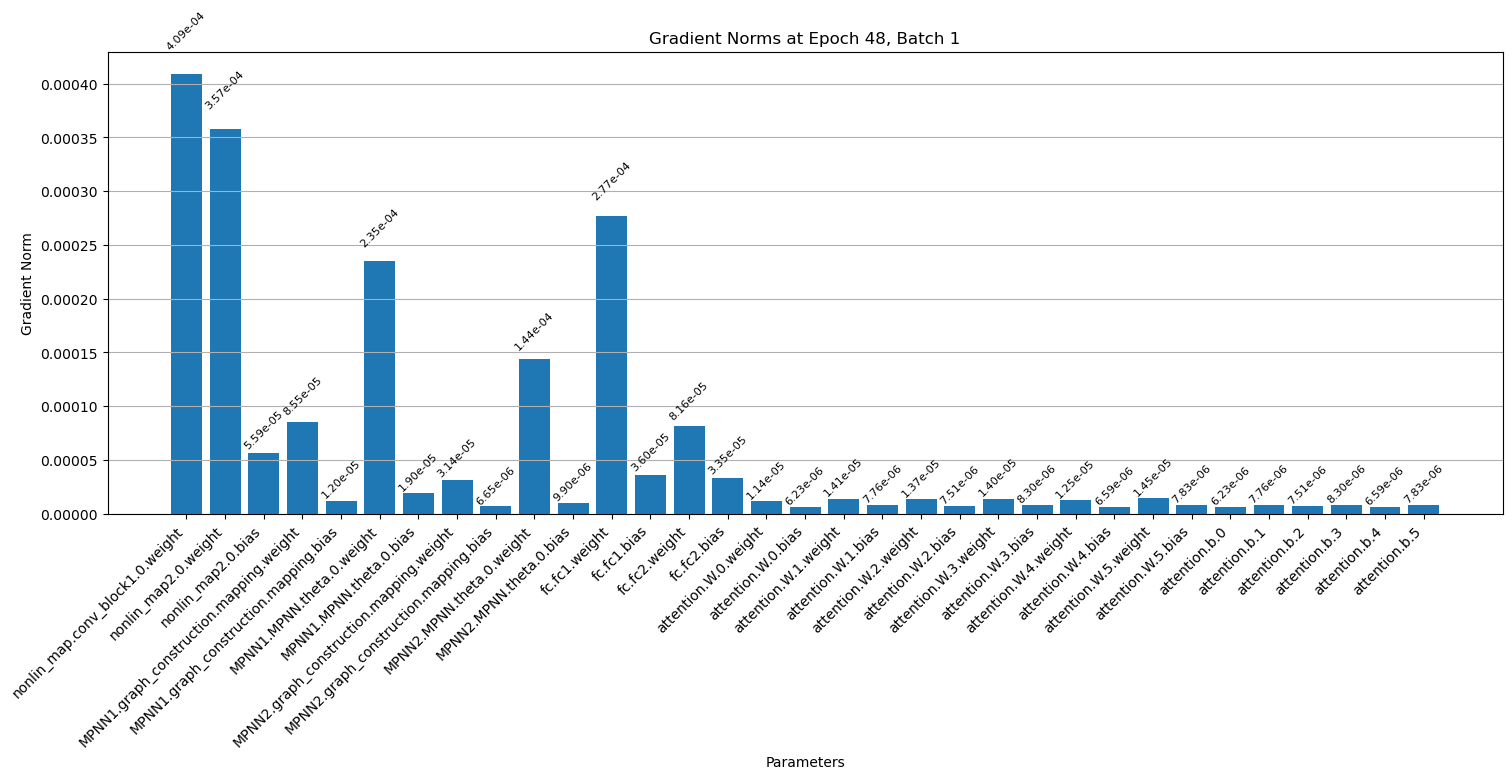 Gradient Norms at Epoch 48, Batch 1
Gradient Norm
0.00040
0.00035
0.00030
0.00025
0.00020
0.00015
0.00010
0.00005
0.00000
4.09e-04
3.57e-04
5.59e-05
8.55e-05
1.20e-05
2.35e-04
1.90e-05
3.14e-05
6.65e-06
1.44e-04
9.90e-06
2.77e-04
3.60e-05
8.16e-05
3.35e-05
1.14e-05
6.23e-06
1.41e-05
7.76e-06
1.37e-05
7.51e-06
1.40e-05
8.30e-06
1.25e-05
6.59e-06
1.45e-05
7.83e-06
6.23e-06
7.76e-06
7.51e-06
8.30e-06
6.59e-06
7.83e-06
nonlin_map.conv_block1.0.weight
nonlin_map2.0.weight
nonlin_map2.0.bias
MPNN1.graph_construction.mapping.weight
MPNN1.graph_construction.mapping.bias
MPNN1.MPNN.theta.0.weight
MPNN1.MPNN.theta.0.bias
MPNN2.graph_construction.mapping.weight
MPNN2.graph_construction.mapping.bias
MPNN2.MPNN.theta.0.weight
MPNN2.MPNN.theta.0.bias
fc.fc1.weight
fc.fc1.bias
fc.fc2.weight
fc.fc2.bias
attention.W.0.weight
attention.W.0.bias
attention.W.1.weight
attention.W.1.bias
attention.W.2.weight
attention.W.2.bias
attention.W.3.weight
attention.W.3.bias
attention.W.4.weight
attention.W.4.bias
attention.W.5.weight
attention.W.5.bias
attention.b.0
attention.b.1
attention.b.2
attention.b.3
attention.b.4
attention.b.5
Parameters